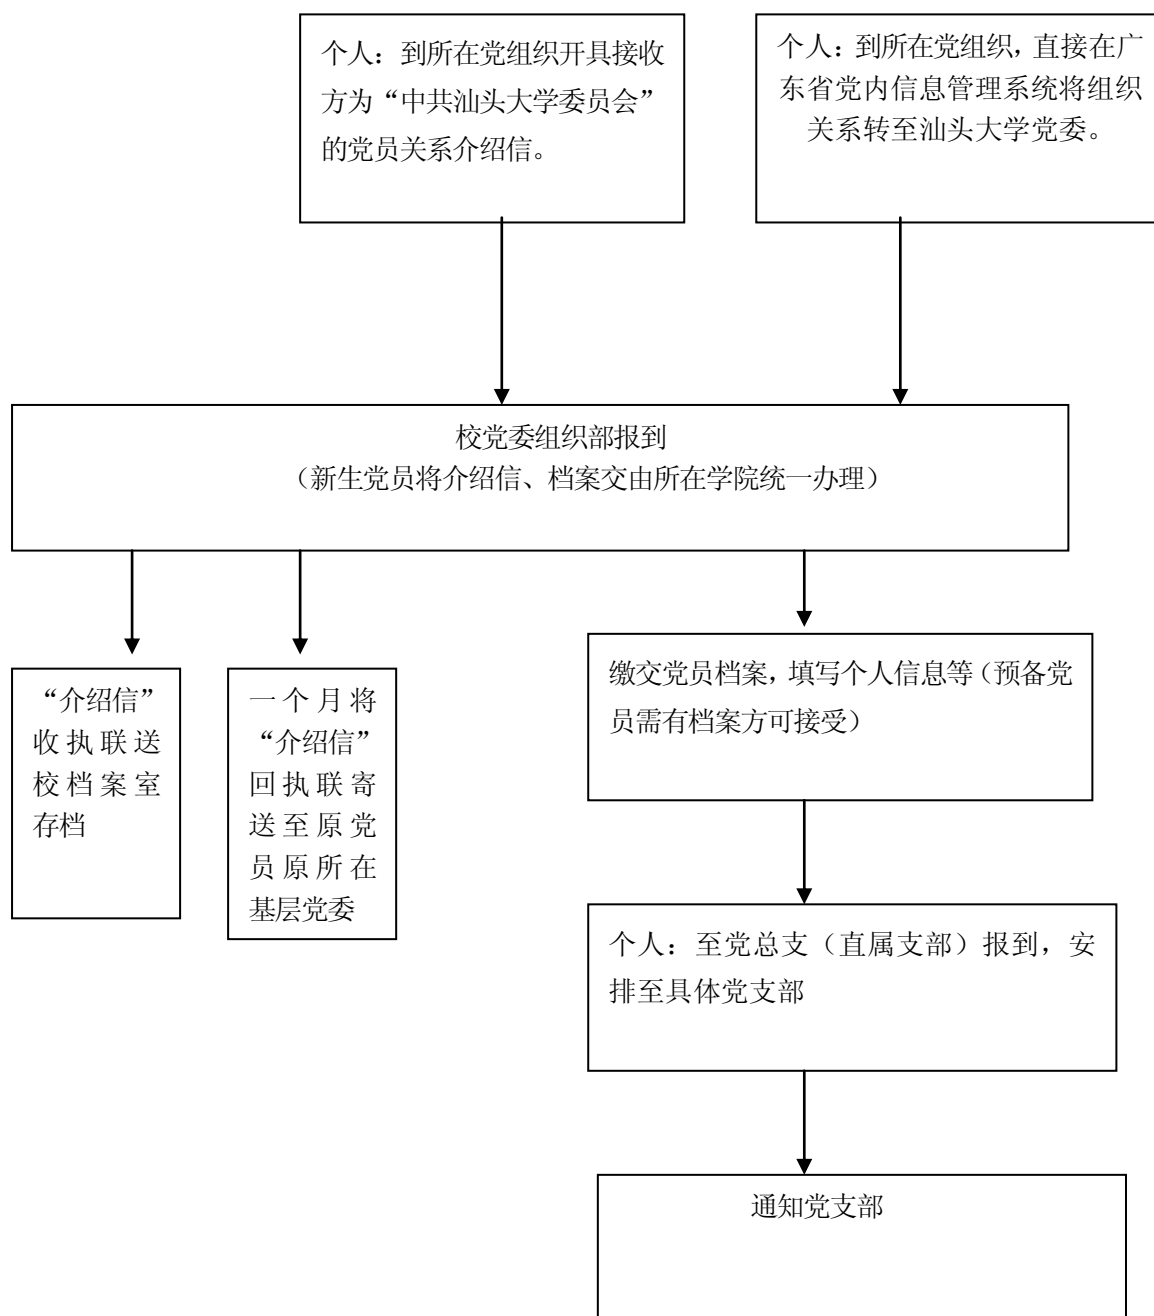 个人：到所在党组织开具接收
方为“中共汕头大学委员会”
的党员关系介绍信。
个人：到所在党组织，直接在广
东省党内信息管理系统将组织
关系转至汕头大学党委。
校党委组织部报到
（新生党员将介绍信、档案交由所在学院统一办理）
“介绍信”
收执联送
校档案室
存档
一个月将
“介绍信”
回执联寄
送至原党
员原所在
基层党委
缴交党员档案，填写个人信息等（预备党
员需有档案方可接受）
个人：至党总支（直属支部）报到，安
排至具体党支部
通知党支部